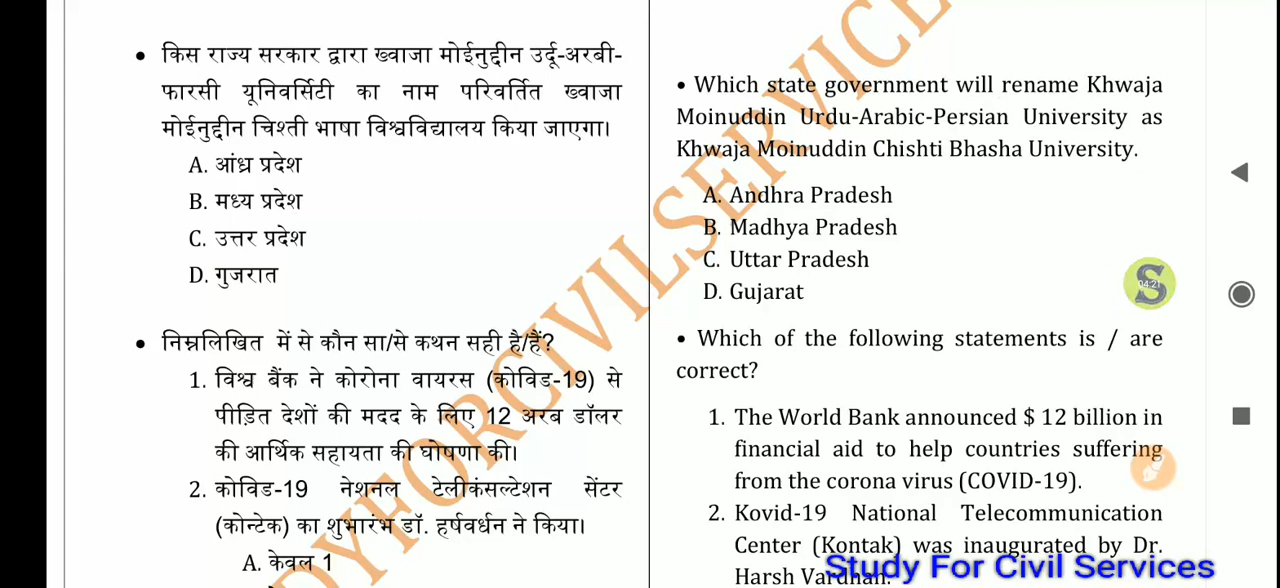 • किस राज्य सरकार द्वारा ख्वाजा मोईनुद्दीन उर्दू-अरबी-
फारसी यूनिवर्सिटी का नाम परिवर्तित ख्वाजा
मोईनुद्दीन चिश्ती भाषा विश्वविद्यालय किया जाएगा।
A. आंध्र प्रदेश
B. मध्य प्रदेश
C. उत्तर प्रदेश
D. गुजरात
• निम्नलिखित में से कौन सा/से कथन सही है/हैं?
1. विश्व बैंक ने कोरोना वायरस (कोविड-19) से
पीड़ित देशों की मदद के लिए 12 अरब डॉलर
की आर्थिक सहायता की घोषणा की।
2. कोविड-19 नेशनल टेलीकंसल्टेशन सेंटर
(कोन्टेक) का शुभारंभ डॉ. हर्षवर्धन ने किया।
A. केवल 1
• Which state government will rename Khwaja
Moinuddin Urdu-Arabic-Persian University as
Khwaja Moinuddin Chishti Bhasha University.
A. Andhra Pradesh
B. Madhya Pradesh
C. Uttar Pradesh
D. Gujarat
• Which of the following statements is / are
correct?
1. The World Bank announced $ 12 billion in
financial aid to help countries suffering
from the corona virus (COVID-19).
2. Kovid-19 National Telecommunication
Center (Kontak) was inaugurated by Dr.
Harsh Vardhan.
DYFORCIVILSERVICE
S
04:21
Study For Civil Services